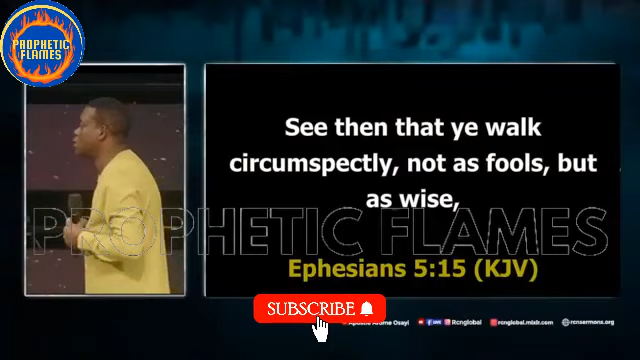 PROPHETIC
FLAMES
See then that ye walk
circumspectly, not as fools, but
as wise,
PROPHETIC FLAMES
Ephesians 5:15 (KJV)
SUBSCRIBE
Apostle Arome Osayi
Rcnglobal
rcnglobal.mixlr.com
rcnsermons.org